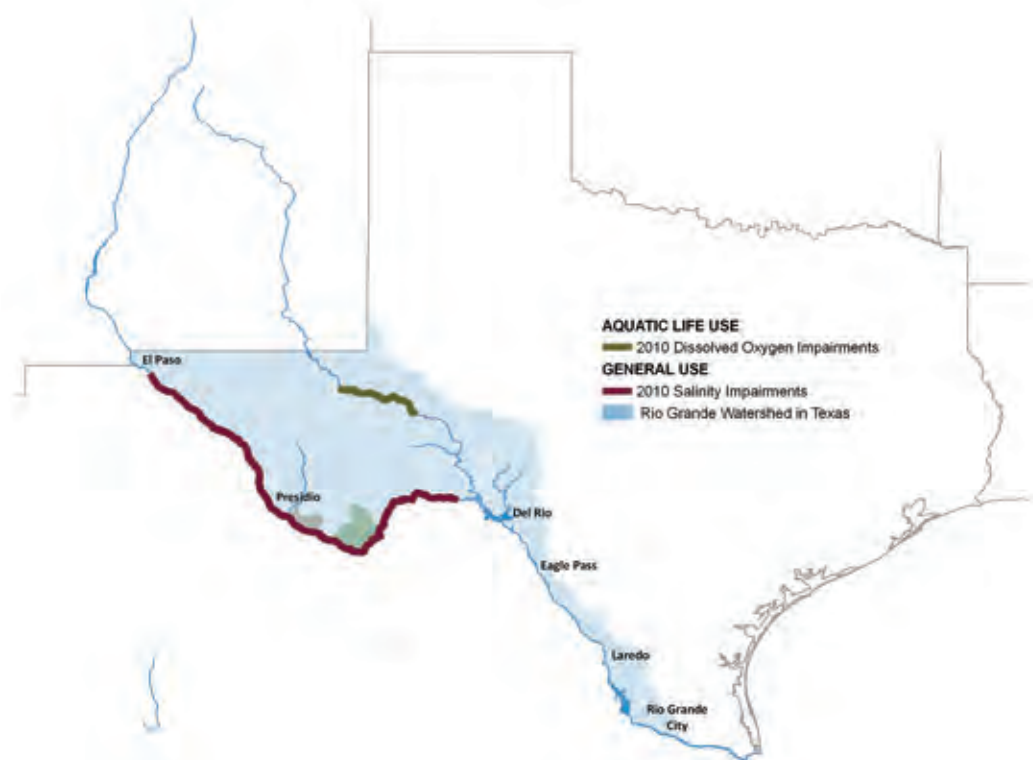 El Paso
AQUATIC LIFE USE
2010 Dissolved Oxygen Impairments
GENERAL USE
2010 Salinity Impairments
Rio Grande Watershed in Texas
Presidio
Del Rio
Eagle Pass
Laredo
Rio Grande
City